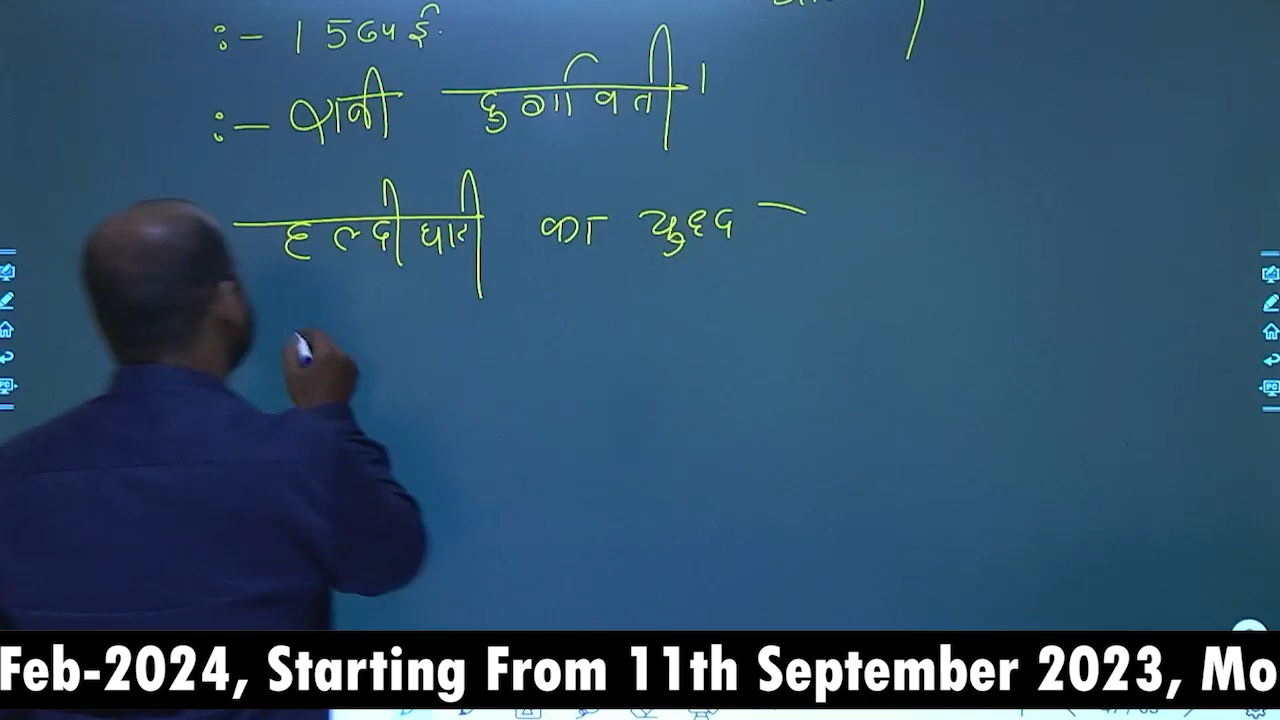 :- 1564 ई.
:- रानी दुर्गावती।
हल्दीघाटी का युध्द -
Feb-2024, Starting From 11th September 2023, Mo